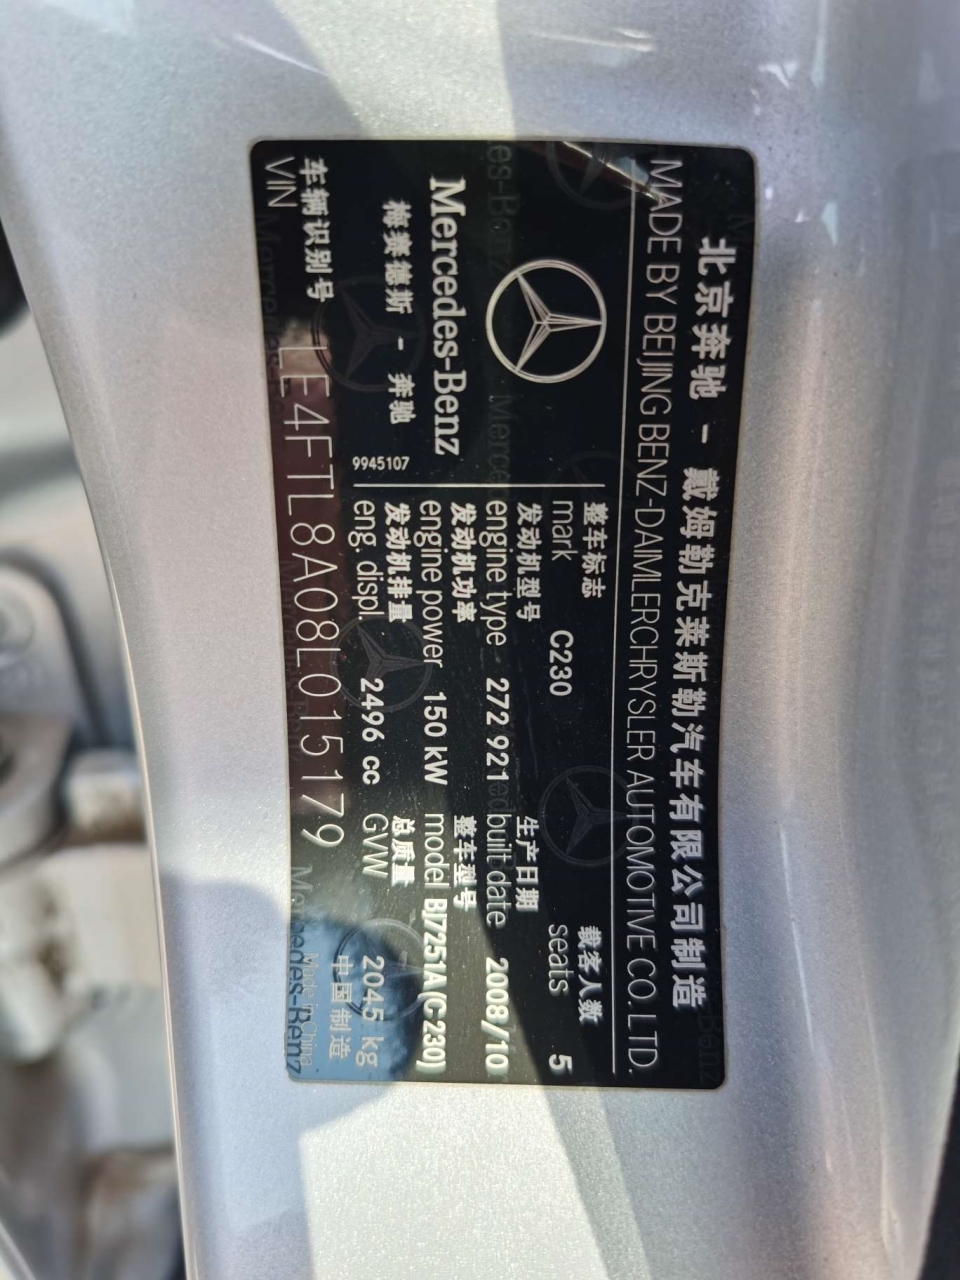 北京奔驰 - 戴姆勒克莱斯勒汽车有限公司制造
MADE BY BEIJING BENZ-DAIMLERCHRYSLER AUTOMOTIVE CO. LTD.
Mercedes-Benz
梅赛德斯 - 奔驰
9945107
整车标志 载客人数
mark C230 seats 5
发动机型号 生产日期
engine type 272 921 built date 2008/10
发动机功率 整车型号
engine power 150 kW model BJ7251A(C 230)
发动机排量 总质量
eng. displ. 2496 cc GVW 2045 kg
车辆识别号 中国制造
VIN LE4FTL8A08L015179 Made in China
Mercedes-Benz